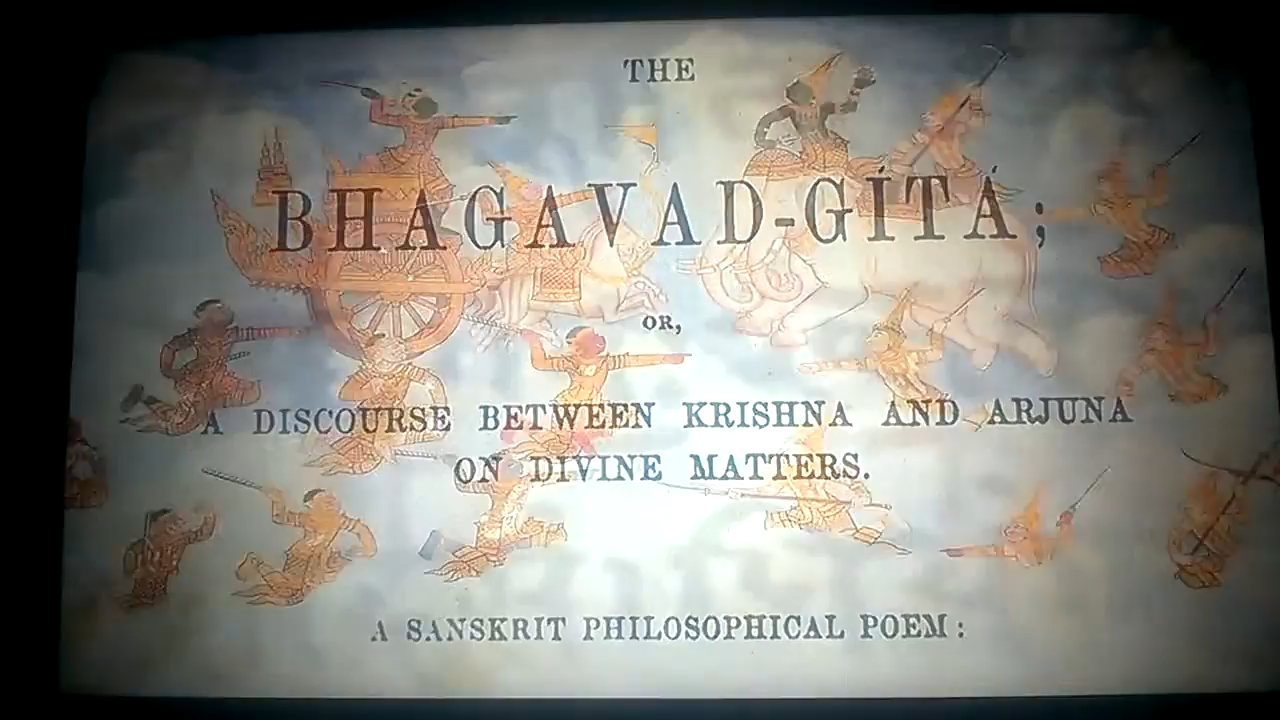 THE
BHAGAVAD-GÍTÁ;
OR,
A DISCOURSE BETWEEN KRISHNA AND ARJUNA
ON DIVINE MATTERS.
A SANSKRIT PHILOSOPHICAL POEM: